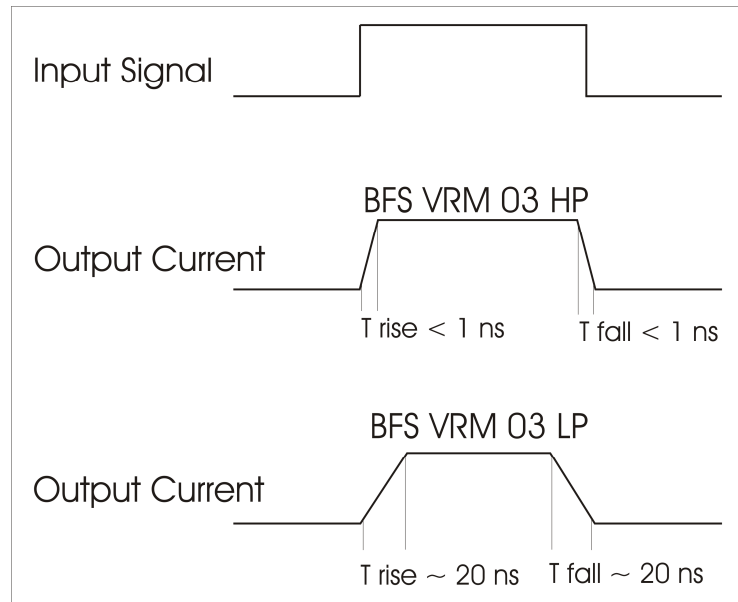 Input Signal
BFS VRM 03 HP
Output Current
T rise < 1 ns
T fall < 1 ns
BFS VRM 03 LP
Output Current
T rise ~ 20 ns
T fall ~ 20 ns